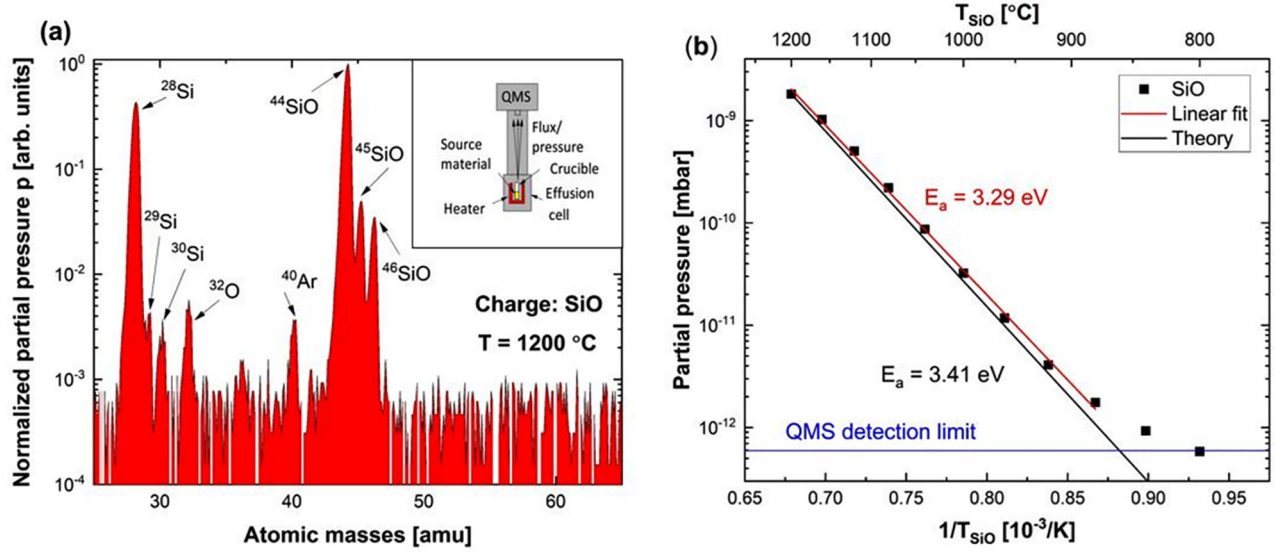 (a)
Normalized partial pressure p [arb. units]
10⁰
10⁻¹
10⁻²
10⁻³
10⁻⁴
²⁸Si
²⁹Si
³⁰Si
³²O
⁴⁰Ar
⁴⁴SiO
⁴⁵SiO
⁴⁶SiO
QMS
Flux/
pressure
Source
material
Crucible
Effusion
cell
Heater
Charge: SiO
T = 1200 °C
30 40 50 60
Atomic masses [amu]
(b)
T_SiO [°C]
1200 1100 1000 900 800
Partial pressure [mbar]
10⁻⁹
10⁻¹⁰
10⁻¹¹
10⁻¹²
SiO
Linear fit
Theory
Eₐ = 3.29 eV
Eₐ = 3.41 eV
QMS detection limit
0.65 0.70 0.75 0.80 0.85 0.90 0.95
1/T_SiO [10⁻³/K]